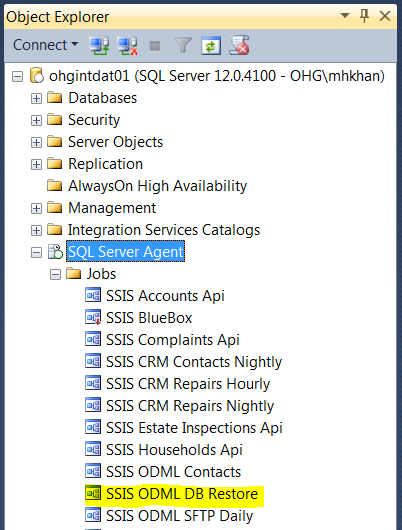 Object Explorer
Connect
ohgintdat01 (SQL Server 12.0.4100 - OHG\mhkhan)
Databases
Security
Server Objects
Replication
AlwaysOn High Availability
Management
Integration Services Catalogs
SQL Server Agent
Jobs
SSIS Accounts Api
SSIS BlueBox
SSIS Complaints Api
SSIS CRM Contacts Nightly
SSIS CRM Repairs Hourly
SSIS CRM Repairs Nightly
SSIS Estate Inspections Api
SSIS Households Api
SSIS ODML Contacts
SSIS ODML DB Restore
SSIS ODML SFTP Daily